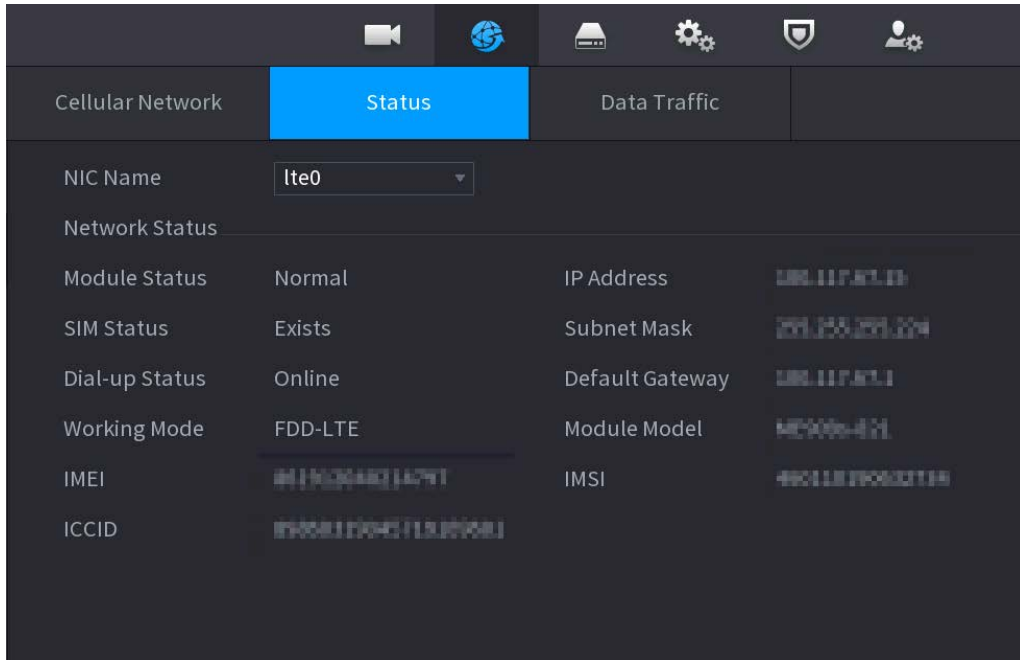 Cellular Network Status Data Traffic
NIC Name lte0
Network Status
Module Status Normal IP Address
SIM Status Exists Subnet Mask
Dial-up Status Online Default Gateway
Working Mode FDD-LTE Module Model
IMEI IMSI
ICCID